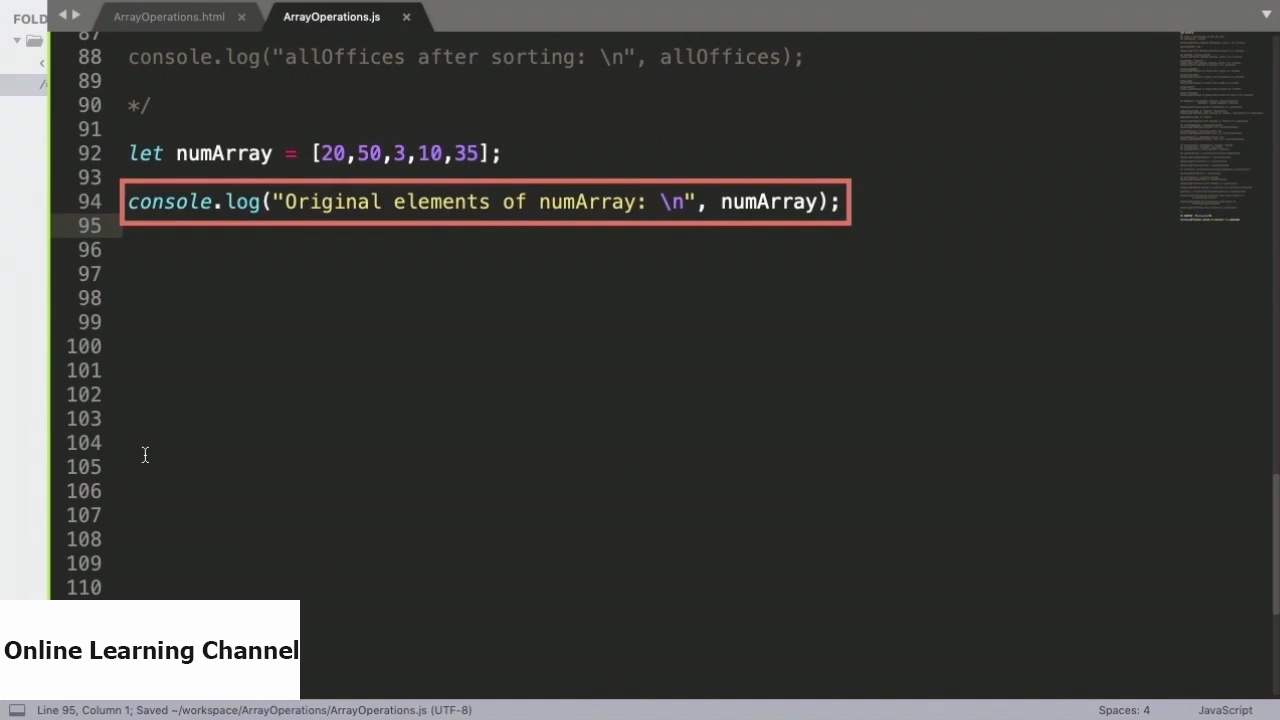 FOLD
ArrayOperations.html ×
ArrayOperations.js ×
87
88 console.log("allOffices after sorting: \n", allOffices);
89
90 */
91
92 let numArray = [20,50,3,10,35];
93
94 console.log("Original elements of numArray: \n", numArray);
95
96
97
98
99
100
101
102
103
104
105
106
107
108
109
110
Online Learning Channel
Line 95, Column 1; Saved ~/workspace/ArrayOperations/ArrayOperations.js (UTF-8)
Spaces: 4
JavaScript